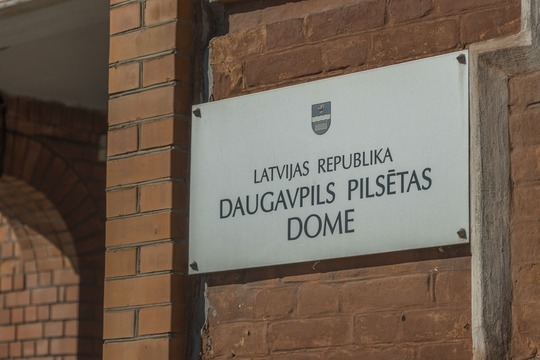 LATVIJAS REPUBLIKA
DAUGAVPILS PILSĒTAS
DOME